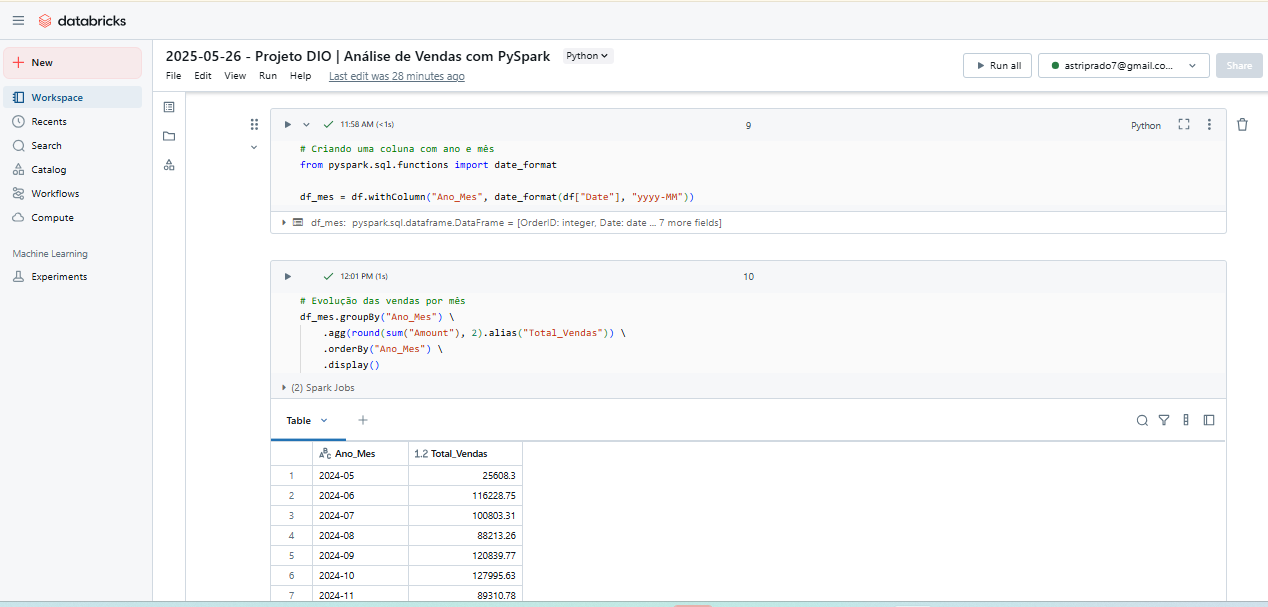 databricks
New
Workspace
Recents
Search
Catalog
Workflows
Compute
Machine Learning
Experiments
2025-05-26 - Projeto DIO | Análise de Vendas com PySpark Python
File Edit View Run Help Last edit was 28 minutes ago
Run all astriprado7@gmail.co... Share
11:58 AM (<1s) 9 Python
# Criando uma coluna com ano e mês
from pyspark.sql.functions import date_format
df_mes = df.withColumn("Ano_Mes", date_format(df["Date"], "yyyy-MM"))
df_mes: pyspark.sql.dataframe.DataFrame = [OrderID: integer, Date: date ... 7 more fields]
12:01 PM (1s) 10
# Evolução das vendas por mês
df_mes.groupBy("Ano_Mes") \
.agg(round(sum("Amount"), 2).alias("Total_Vendas")) \
.orderBy("Ano_Mes") \
.display()
(2) Spark Jobs
Table
ABC Ano_Mes 1.2 Total_Vendas
1 2024-05 25608.3
2 2024-06 116228.75
3 2024-07 100803.31
4 2024-08 88213.26
5 2024-09 120839.77
6 2024-10 127995.63
7 2024-11 89310.78